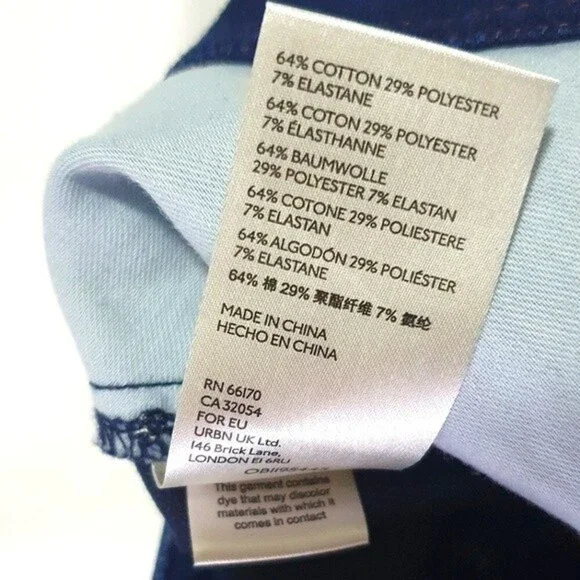 64% COTTON 29% POLYESTER
7% ELASTANE
64% COTON 29% POLYESTER
7% ÉLASTHANNE
64% BAUMWOLLE
29% POLYESTER 7% ELASTAN
64% COTONE 29% POLIESTERE
7% ELASTAN
64% ALGODÓN 29% POLIÉSTER
7% ELASTANE
64% 棉 29% 聚酯纤维 7% 氨纶
MADE IN CHINA
HECHO EN CHINA
RN 66170
CA 32054
FOR EU
URBN UK Ltd.
146 Brick Lane,
LONDON E1 6RU
This garment contains
dye that may discolor
materials with which it
comes in contact